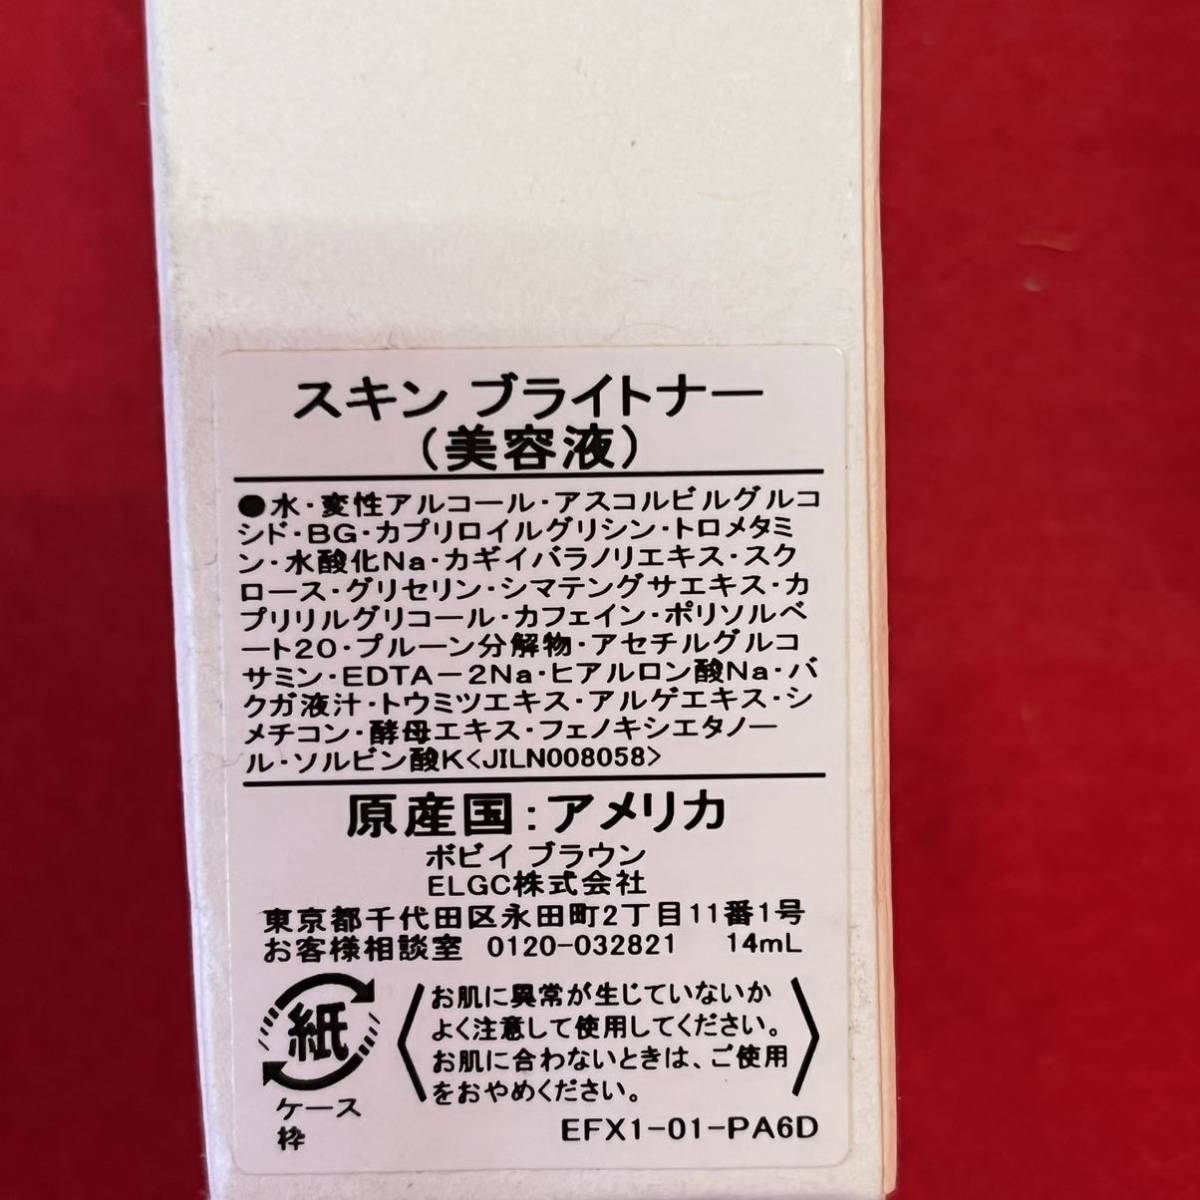 スキン ブライトナー
(美容液)
●水・変性アルコール・アスコルビルグルコ
シド・BG・カプリロイルグリシン・トロメタミ
ン・水酸化Na・カギイバラノリエキス・スク
ロース・グリセリン・シマテングサエキス・カ
プリリルグリコール・カフェイン・ポリソルベ
ート20・プルーン分解物・アセチルグルコ
サミン・EDTA－2Na・ヒアルロン酸Na・バ
クガ液汁・トウミツエキス・アルゲエキス・シ
メチコン・酵母エキス・フェノキシエタノー
ル・ソルビン酸K<JILN008058>
原産国：アメリカ
ボビイ ブラウン
ELGC株式会社
東京都千代田区永田町2丁目11番1号
お客様相談室 0120-032821 14mL
紙
ケース
枠
お肌に異常が生じていないか
よく注意して使用してください。
お肌に合わないときは、ご使用
をおやめください。
EFX1-01-PA6D